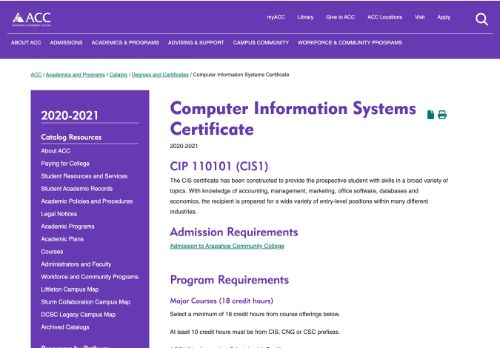 ACC
myACC Library Give to ACC ACC Locations Visit Apply
ABOUT ACC ADMISSIONS ACADEMICS & PROGRAMS ADVISING & SUPPORT CAMPUS COMMUNITY WORKFORCE & COMMUNITY PROGRAMS
ACC / Academics and Programs / Catalog / Degrees and Certificates / Computer Information Systems Certificate
2020-2021
Catalog Resources
About ACC
Paying for College
Student Resources and Services
Student Academic Records
Academic Policies and Procedures
Legal Notices
Academic Programs
Academic Plans
Courses
Administrators and Faculty
Workforce and Community Programs
Littleton Campus Map
Sturm Collaboration Campus Map
DCSC Legacy Campus Map
Archived Catalogs
Computer Information Systems
Certificate
2020-2021
CIP 110101 (CIS1)
The CIS certificate has been constructed to provide the prospective student with skills in a broad variety of
topics. With knowledge of accounting, management, marketing, office software, databases and
economics, the recipient is prepared for a wide variety of entry-level positions within many different
industries.
Admission Requirements
Admission to Arapahoe Community College
Program Requirements
Major Courses (18 credit hours)
Select a minimum of 18 credit hours from course offerings below.
At least 10 credit hours must be from CIS, CNG or CSC prefixes.